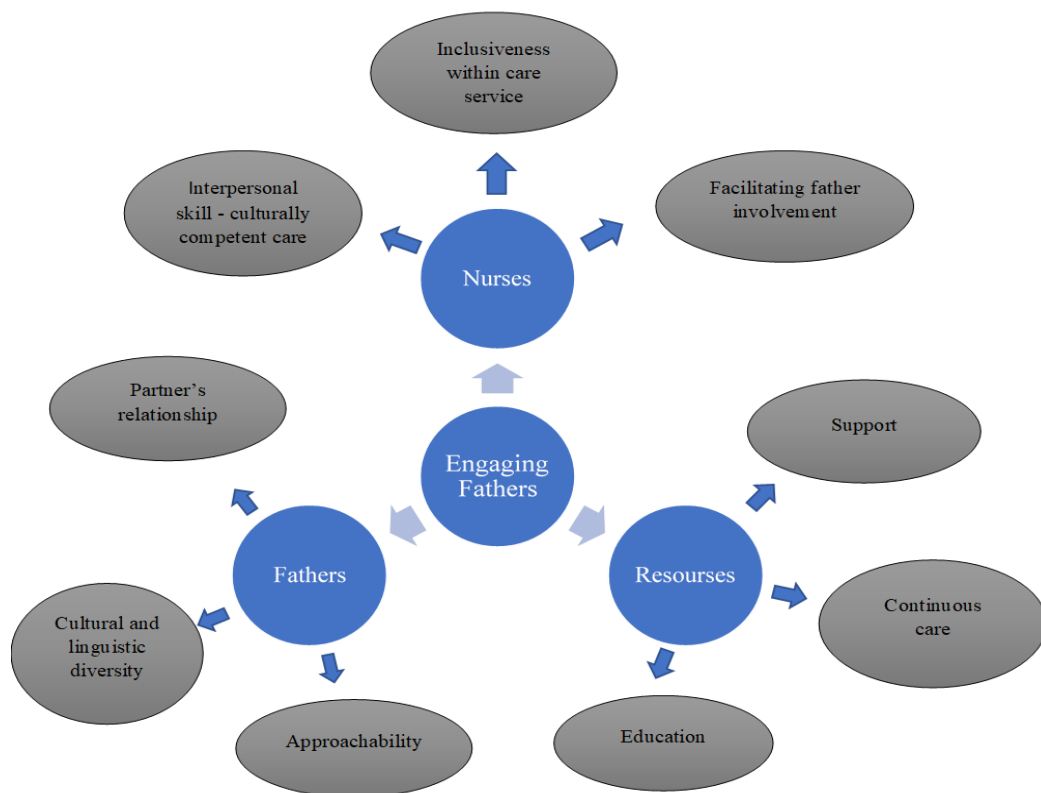 Inclusiveness
within care
service
Interpersonal
skill - culturally
competent care
Facilitating father
involvement
Nurses
Partner's
relationship
Support
Engaging
Fathers
Fathers
Resourses
Cultural and
linguistic
diversity
Continuous
care
Approachability
Education